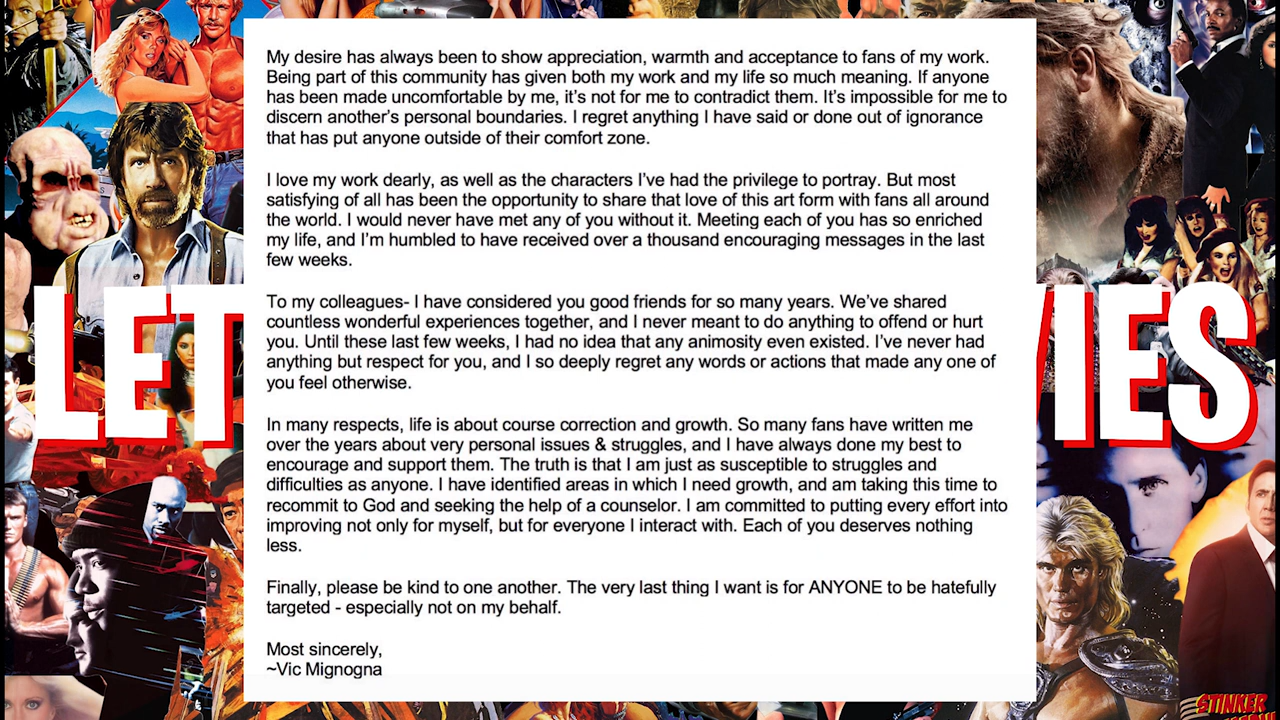 My desire has always been to show appreciation, warmth and acceptance to fans of my work.
Being part of this community has given both my work and my life so much meaning. If anyone
has been made uncomfortable by me, it's not for me to contradict them. It's impossible for me to
discern another's personal boundaries. I regret anything I have said or done out of ignorance
that has put anyone outside of their comfort zone.
I love my work dearly, as well as the characters I've had the privilege to portray. But most
satisfying of all has been the opportunity to share that love of this art form with fans all around
the world. I would never have met any of you without it. Meeting each of you has so enriched
my life, and I'm humbled to have received over a thousand encouraging messages in the last
few weeks.
To my colleagues- I have considered you good friends for so many years. We've shared
countless wonderful experiences together, and I never meant to do anything to offend or hurt
you. Until these last few weeks, I had no idea that any animosity even existed. I've never had
anything but respect for you, and I so deeply regret any words or actions that made any one of
you feel otherwise.
In many respects, life is about course correction and growth. So many fans have written me
over the years about very personal issues & struggles, and I have always done my best to
encourage and support them. The truth is that I am just as susceptible to struggles and
difficulties as anyone. I have identified areas in which I need growth, and am taking this time to
recommit to God and seeking the help of a counselor. I am committed to putting every effort into
improving not only for myself, but for everyone I interact with. Each of you deserves nothing
less.
Finally, please be kind to one another. The very last thing I want is for ANYONE to be hatefully
targeted - especially not on my behalf.
Most sincerely,
~Vic Mignogna
LET
IES
STINKER